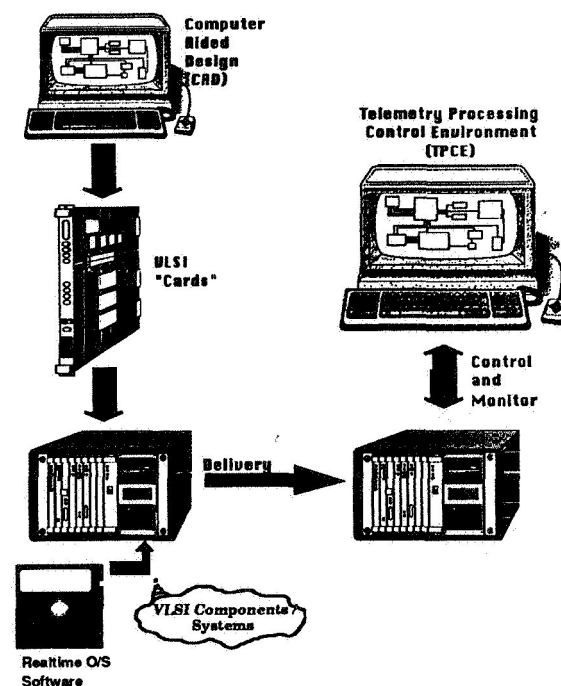 Computer
Aided
Design
(CAD)
Telemetry Processing
Control Environment
(TPCE)
VLSI
"Cards"
Control
and
Monitor
Delivery
VLSI Components /
Systems
Realtime O/S
Software